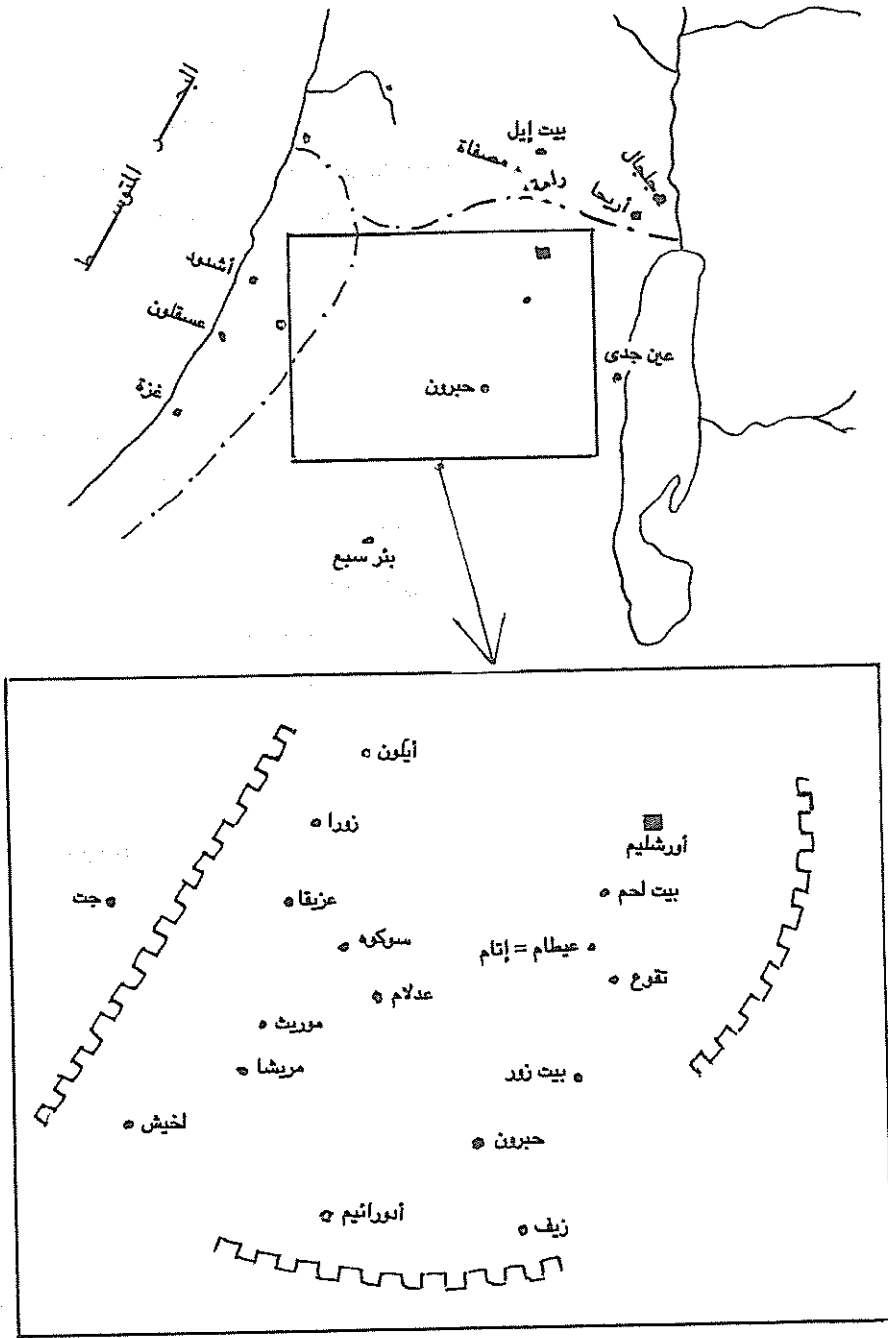 البحر
المتوسط
بيت إيل
مصفاة
رامة
جلجال
أريحا
أشدود
عسقلون
غزة
عين جدى
حبرون
بئر سبع
أيلون
زورا
أورشليم
بيت لحم
عزيقا
جت
سوكوه
عيطام = إتام
تقوع
عدلام
موريث
مريشا
بيت زور
لخيش
حبرون
أدورائيم
زيف